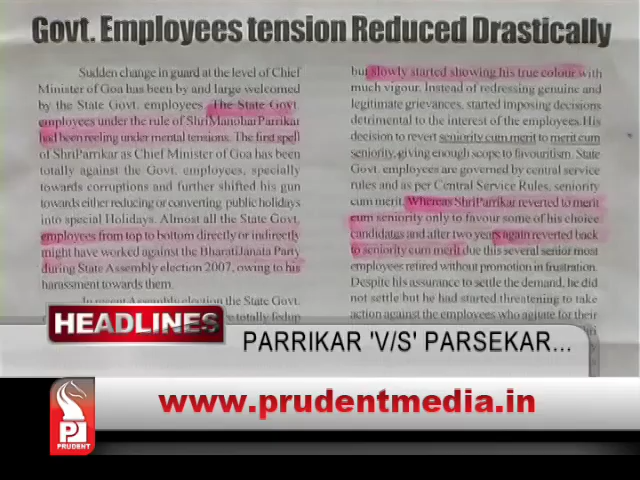 Govt. Employees tension Reduced Drastically
Sudden change in guard at the level of Chief
Minister of Goa has been by and large welcomed
by the State Govt. employees. The State Govt.
employees under the rule of Shri Manohar Parrikar
had been reeling under mental tensions. The first spell
of Shri Parrikar as Chief Minister of Goa has been
totally against the Govt. employees, specially
towards corruptions and further shifted his gun
towards either reducing or converting public holidays
into special Holidays. Almost all the State Govt.
employees from top to bottom directly or indirectly
might have worked against the Bharati Janata Party
during State Assembly election 2007, owing to his
harassment towards them.
In recent Assembly election the State Govt.
e totally fedup
but slowly started showing his true colour with
much vigour. Instead of redressing genuine and
legitimate grievances, started imposing decisions
detrimental to the interest of the employees. His
decision to revert seniority cum merit to merit cum
seniority, giving enough scope to favouritism. State
Govt. employees are governed by central service
rules and as per Central Service Rules, seniority
cum merit. Whereas Shri Parrikar reverted to merit
cum seniority only to favour some of his choice
candidates and after two years again reverted back
to seniority cum merit due this several senior most
employees retired without promotion in frustration.
Despite his assurance to settle the demand, he did
not settle but he had started threatening to take
action against the employees who agitate for their
HEADLINES
PARRIKAR 'V/S' PARSEKAR...
www.prudentmedia.in
PRUDENT